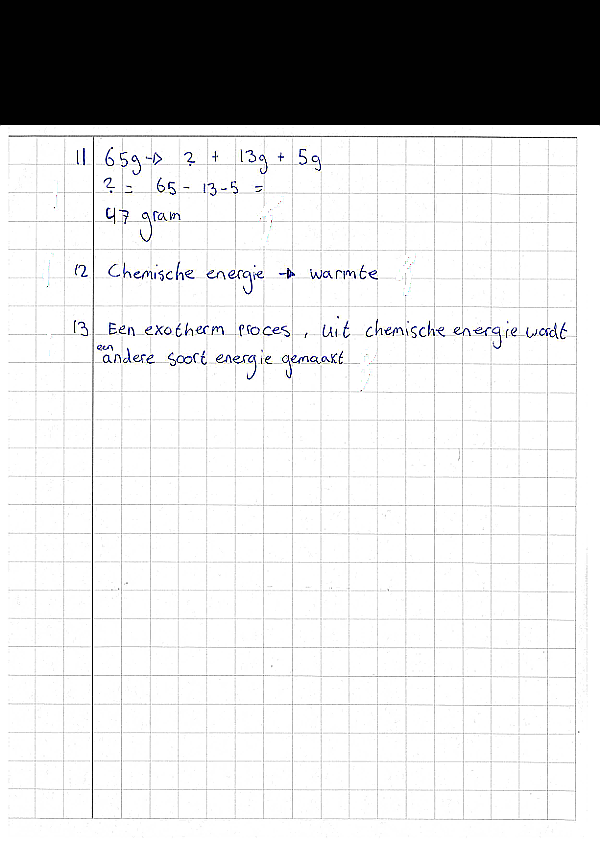 11 65g → ? + 13g + 5g
? = 65 - 13 - 5 =
47 gram
12 Chemische energie → warmte
13 Een exotherm proces, uit chemische energie wordt
een andere soort energie gemaakt